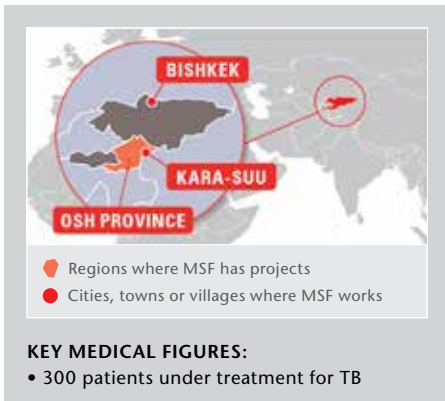 BISHKEK
KARA-SUU
OSH PROVINCE
Regions where MSF has projects
Cities, towns or villages where MSF works
KEY MEDICAL FIGURES:
• 300 patients under treatment for TB